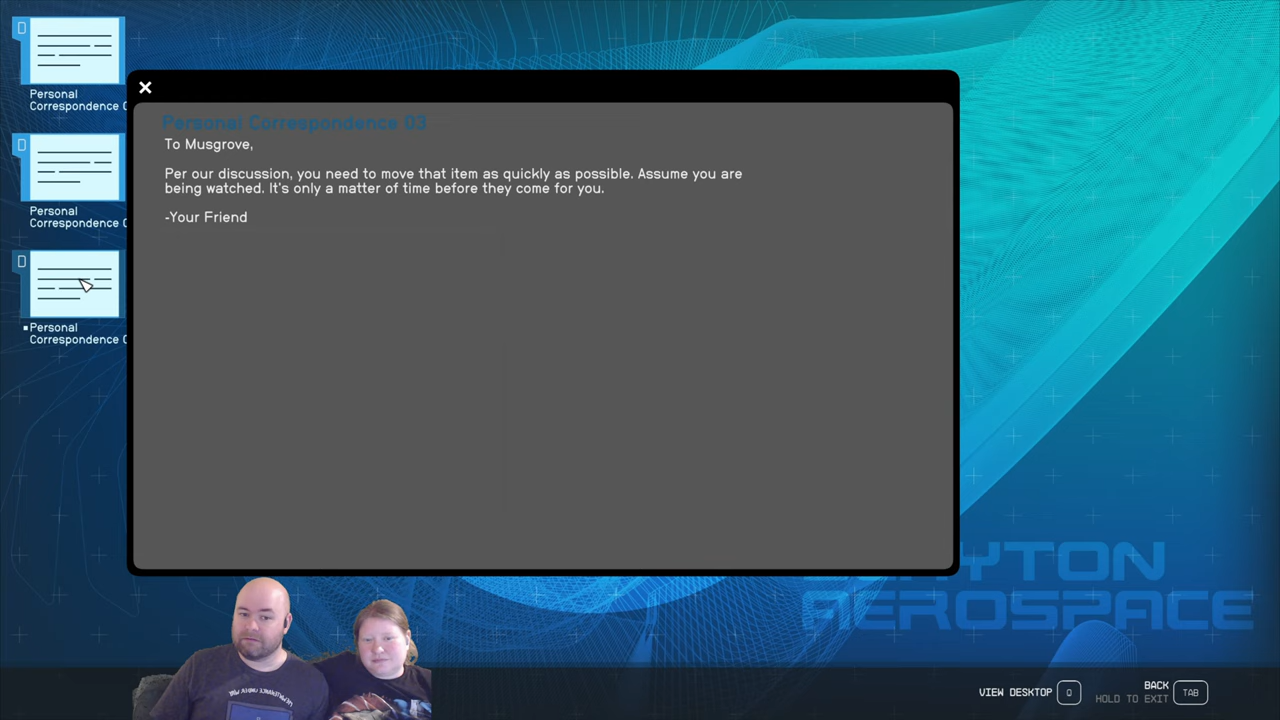 D
Personal
Correspondence 0
D
Personal
Correspondence 0
D
Personal
Correspondence 0
Personal Correspondence 03
To Musgrove,
Per our discussion, you need to move that item as quickly as possible. Assume you are
being watched. It's only a matter of time before they come for you.
-Your Friend
AEROSPACE
VIEW DESKTOP Q
BACK
HOLD TO EXIT TAB